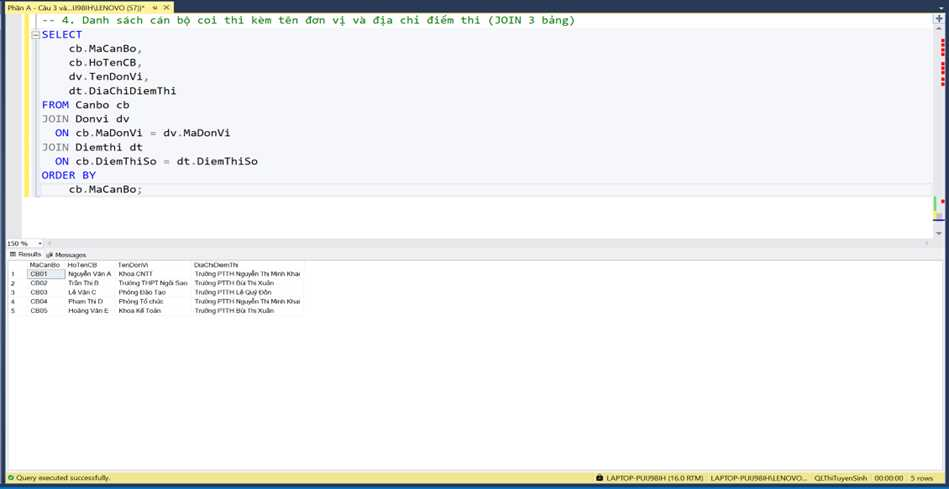 Phần A - Câu 3 và...II98IH\LENOVO (57))*
-- 4. Danh sách cán bộ coi thi kèm tên đơn vị và địa chỉ điểm thi (JOIN 3 bảng)
SELECT
cb.MaCanBo,
cb.HoTenCB,
dv.TenDonVi,
dt.DiaChiDiemThi
FROM Canbo cb
JOIN Donvi dv
ON cb.MaDonVi = dv.MaDonVi
JOIN Diemthi dt
ON cb.DiemThiSo = dt.DiemThiSo
ORDER BY
cb.MaCanBo;
150 %
Results Messages
MaCanBo HoTenCB TenDonVi DiaChiDiemThi
1 CB01 Nguyễn Văn A Khoa CNTT Trường PTTH Nguyễn Thị Minh Khai
2 CB02 Trần Thị B Trường THPT Ngôi Sao Trường PTTH Bùi Thị Xuân
3 CB03 Lê Văn C Phòng Đào Tạo Trường PTTH Lê Quý Đôn
4 CB04 Phạm Thị D Phòng Tổ chức Trường PTTH Nguyễn Thị Minh Khai
5 CB05 Hoàng Văn E Khoa Kế Toán Trường PTTH Bùi Thị Xuân
Query executed successfully. LAPTOP-PUIJ98IH (16.0 RTM) LAPTOP-PUIJ98IH\LENOVO... QLThiTuyenSinh 00:00:00 5 rows